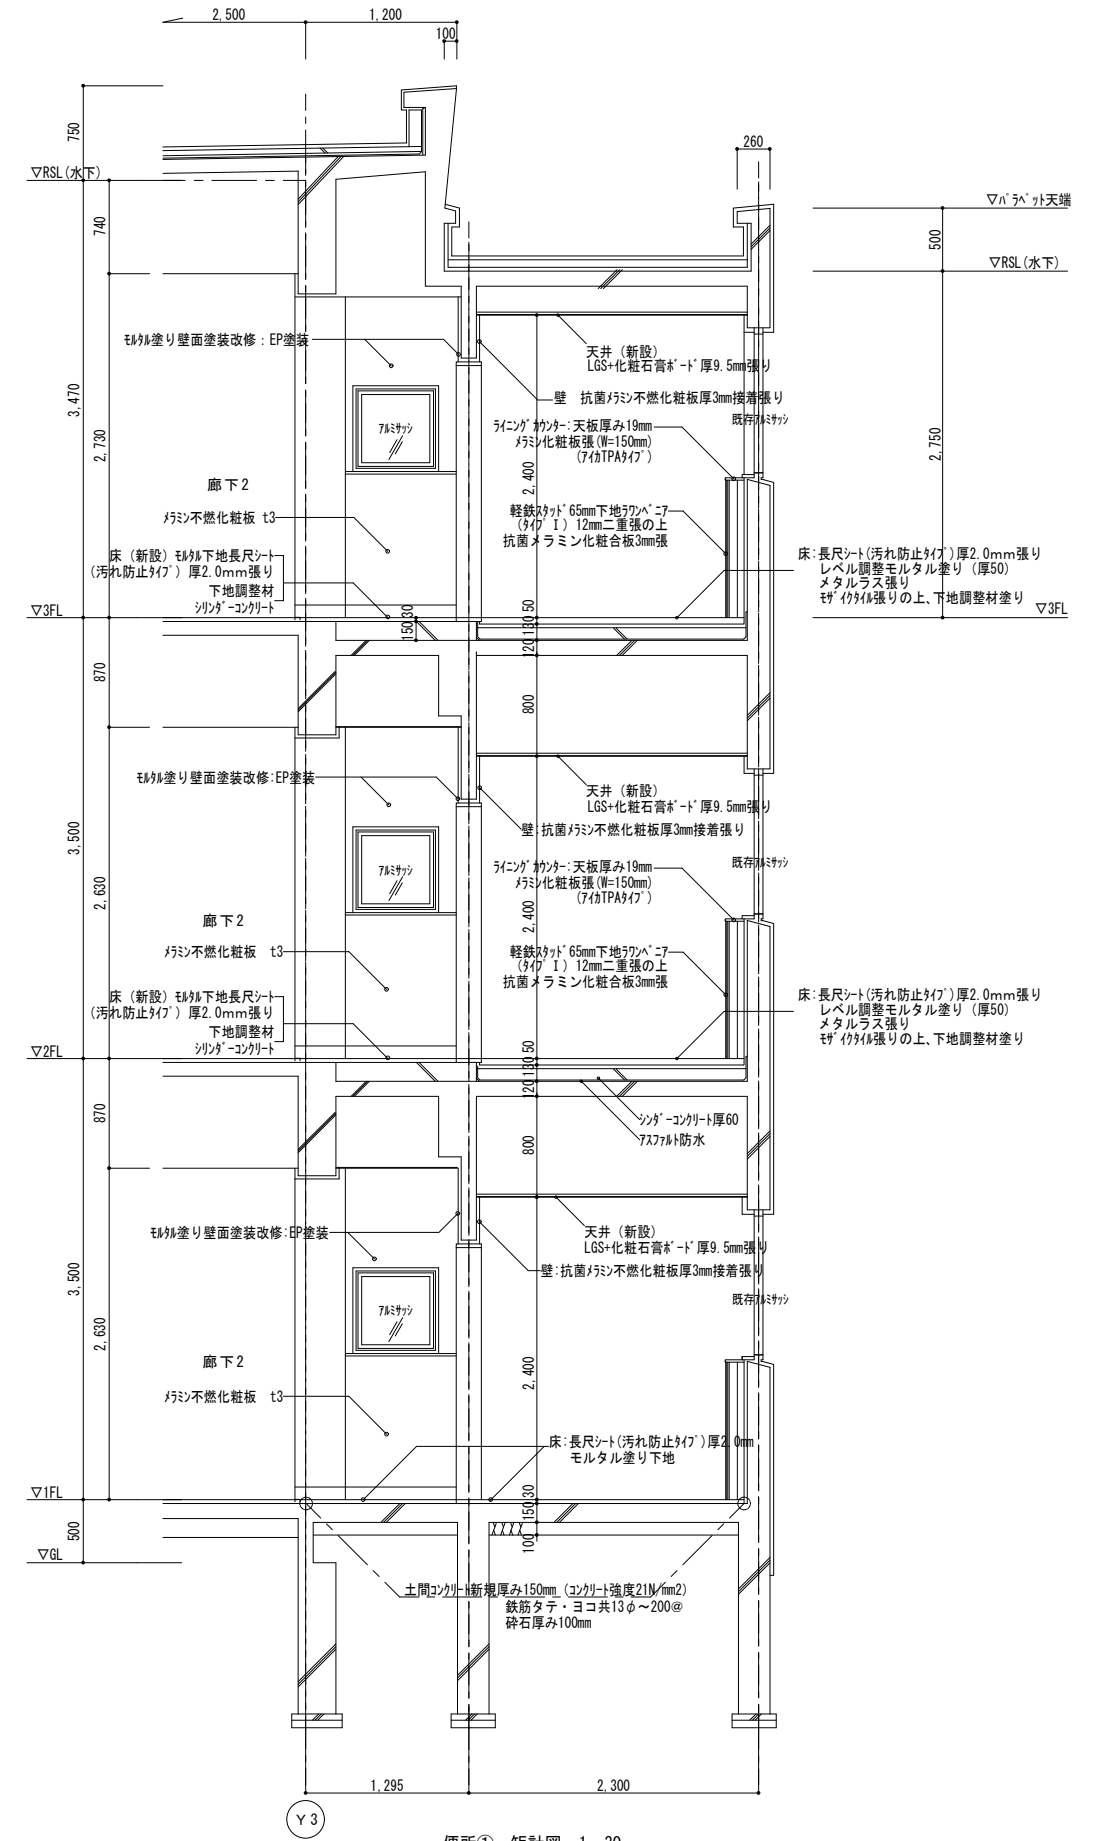 2,500
1,200
100
750
▽RSL(水下)
740
260
▽ﾊﾟﾗﾍﾟｯﾄ天端
500
▽RSL(水下)
ﾓﾙﾀﾙ塗り壁面塗装改修：EP塗装
天井（新設）
LGS+化粧石膏ﾎﾞｰﾄﾞ厚9.5mm張り
壁　抗菌ﾒﾗﾐﾝ不燃化粧板厚3mm接着張り
3,470
2,730
ｱﾙﾐｻｯｼ
ﾗｲﾆﾝｸﾞｶｳﾝﾀｰ:天板厚み19mm
ﾒﾗﾐﾝ化粧板張(W=150mm)
(ｱｲｶTPAﾀｲﾌﾟ)
既存ｱﾙﾐｻｯｼ
2,750
2,400
廊下2
ﾒﾗﾐﾝ不燃化粧板 t3
軽鉄ｽﾀｯﾄﾞ65mm下地ﾗﾜﾝﾍﾞﾆｱ
(ﾀｲﾌﾟⅠ) 12mm二重張の上
抗菌メラミン化粧合板3mm張
床（新設）ﾓﾙﾀﾙ下地長尺ｼｰﾄ
(汚れ防止ﾀｲﾌﾟ) 厚2.0mm張り
下地調整材
ｼﾘﾝﾀﾞｰｺﾝｸﾘｰﾄ
床:長尺ｼｰﾄ(汚れ防止ﾀｲﾌﾟ)厚2.0mm張り
レベル調整モルタル塗り（厚50）
メタルラス張り
ﾓｻﾞｲｸﾀｲﾙ張りの上、下地調整材塗り
▽3FL
▽3FL
150
30
120
130
50
870
800
ﾓﾙﾀﾙ塗り壁面塗装改修:EP塗装
天井（新設）
LGS+化粧石膏ﾎﾞｰﾄﾞ厚9.5mm張り
壁:抗菌ﾒﾗﾐﾝ不燃化粧板厚3mm接着張り
3,500
2,630
ｱﾙﾐｻｯｼ
ﾗｲﾆﾝｸﾞｶｳﾝﾀｰ:天板厚み19mm
ﾒﾗﾐﾝ化粧板張(W=150mm)
(ｱｲｶTPAﾀｲﾌﾟ)
既存ｱﾙﾐｻｯｼ
2,400
廊下2
ﾒﾗﾐﾝ不燃化粧板　t3
軽鉄ｽﾀｯﾄﾞ65mm下地ﾗﾜﾝﾍﾞﾆｱ
(ﾀｲﾌﾟⅠ) 12mm二重張の上
抗菌メラミン化粧合板3mm張
床（新設）ﾓﾙﾀﾙ下地長尺ｼｰﾄ
(汚れ防止ﾀｲﾌﾟ) 厚2.0mm張り
下地調整材
ｼﾘﾝﾀﾞｰｺﾝｸﾘｰﾄ
床:長尺ｼｰﾄ(汚れ防止ﾀｲﾌﾟ)厚2.0mm張り
レベル調整モルタル塗り（厚50）
メタルラス張り
ﾓｻﾞｲｸﾀｲﾙ張りの上、下地調整材塗り
▽2FL
120
130
50
870
800
ｼﾝﾀﾞｰｺﾝｸﾘｰﾄ厚60
ｱｽﾌｧﾙﾄ防水
ﾓﾙﾀﾙ塗り壁面塗装改修:EP塗装
天井（新設）
LGS+化粧石膏ﾎﾞｰﾄﾞ厚9.5mm張り
壁:抗菌ﾒﾗﾐﾝ不燃化粧板厚3mm接着張り
3,500
2,630
ｱﾙﾐｻｯｼ
既存ｱﾙﾐｻｯｼ
2,400
廊下2
ﾒﾗﾐﾝ不燃化粧板　t3
床:長尺ｼｰﾄ(汚れ防止ﾀｲﾌﾟ)厚2.0mm
モルタル塗り下地
▽1FL
500
100
150
30
▽GL
土間ｺﾝｸﾘｰﾄ新規厚み150mm (ｺﾝｸﾘｰﾄ強度21N/mm2)
鉄筋タテ・ヨコ共13φ～200@
砕石厚み100mm
1,295
2,300
Y3